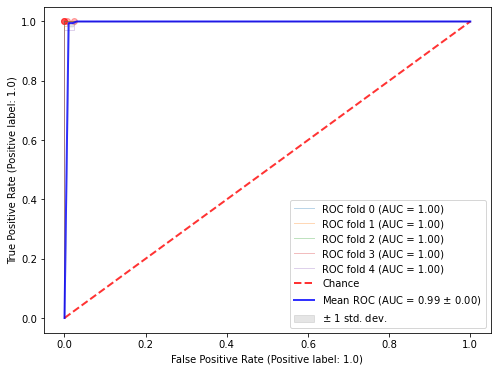 1.0
0.8
0.6
0.4
0.2
0.0
True Positive Rate (Positive label: 1.0)
ROC fold 0 (AUC = 1.00)
ROC fold 1 (AUC = 1.00)
ROC fold 2 (AUC = 1.00)
ROC fold 3 (AUC = 1.00)
ROC fold 4 (AUC = 1.00)
Chance
Mean ROC (AUC = 0.99 ± 0.00)
± 1 std. dev.
0.0 0.2 0.4 0.6 0.8 1.0
False Positive Rate (Positive label: 1.0)